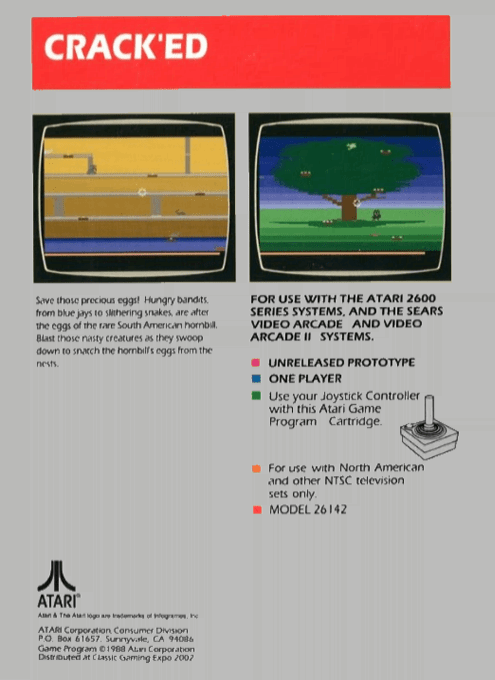 CRACK'ED
Save those precious eggs! Hungry bandits,
from blue jays to slithering snakes, are after
the eggs of the rare South American hornbill.
Blast those nasty creatures as they swoop
down to snatch the hornbill's eggs from the
nests.
FOR USE WITH THE ATARI 2600
SERIES SYSTEMS, AND THE SEARS
VIDEO ARCADE AND VIDEO
ARCADE II SYSTEMS.
UNRELEASED PROTOTYPE
ONE PLAYER
Use your Joystick Controller
with this Atari Game
Program Cartridge.
For use with North American
and other NTSC television
sets only.
MODEL 26142
ATARI
Atari & The Atari logo are trademarks of Infogrames, Inc
ATARI Corporation, Consumer Division
P.O. Box 61657, Sunnyvale, CA 94086
Game Program ©1988 Atari Corporation
Distributed at Classic Gaming Expo 2002